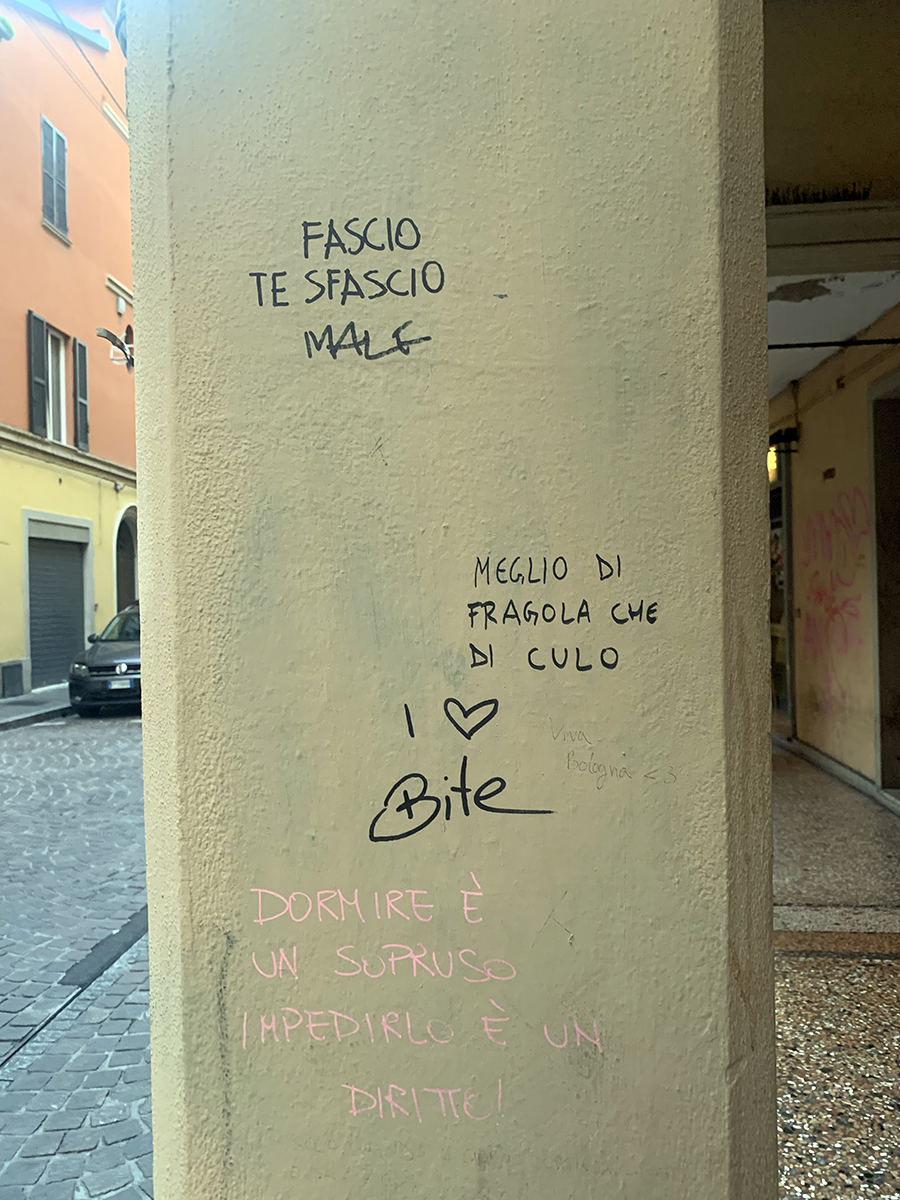 FASCIO
TE SFASCIO
MALE
MEGLIO DI
FRAGOLA CHE
DI CULO
I ♡
Bite
Viva
Bologna <3
DORMIRE È
UN SOPRUSO
IMPEDIRLO È UN
DIRITTO!